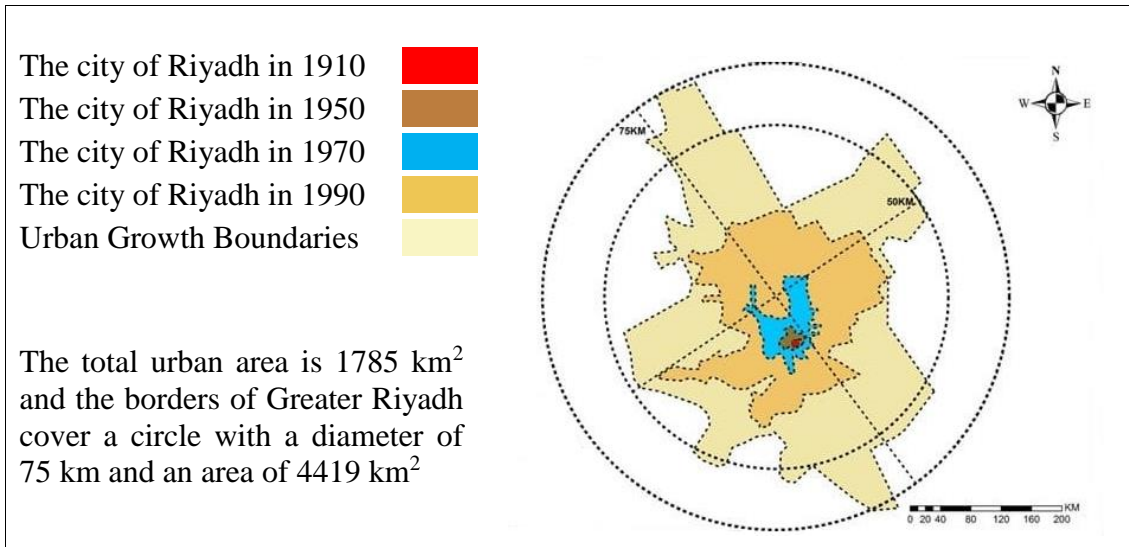 The city of Riyadh in 1910
The city of Riyadh in 1950
The city of Riyadh in 1970
The city of Riyadh in 1990
Urban Growth Boundaries
The total urban area is 1785 km²
and the borders of Greater Riyadh
cover a circle with a diameter of
75 km and an area of 4419 km²
N
W E
S
75KM
50KM
KM
0 20 40 80 120 160 200